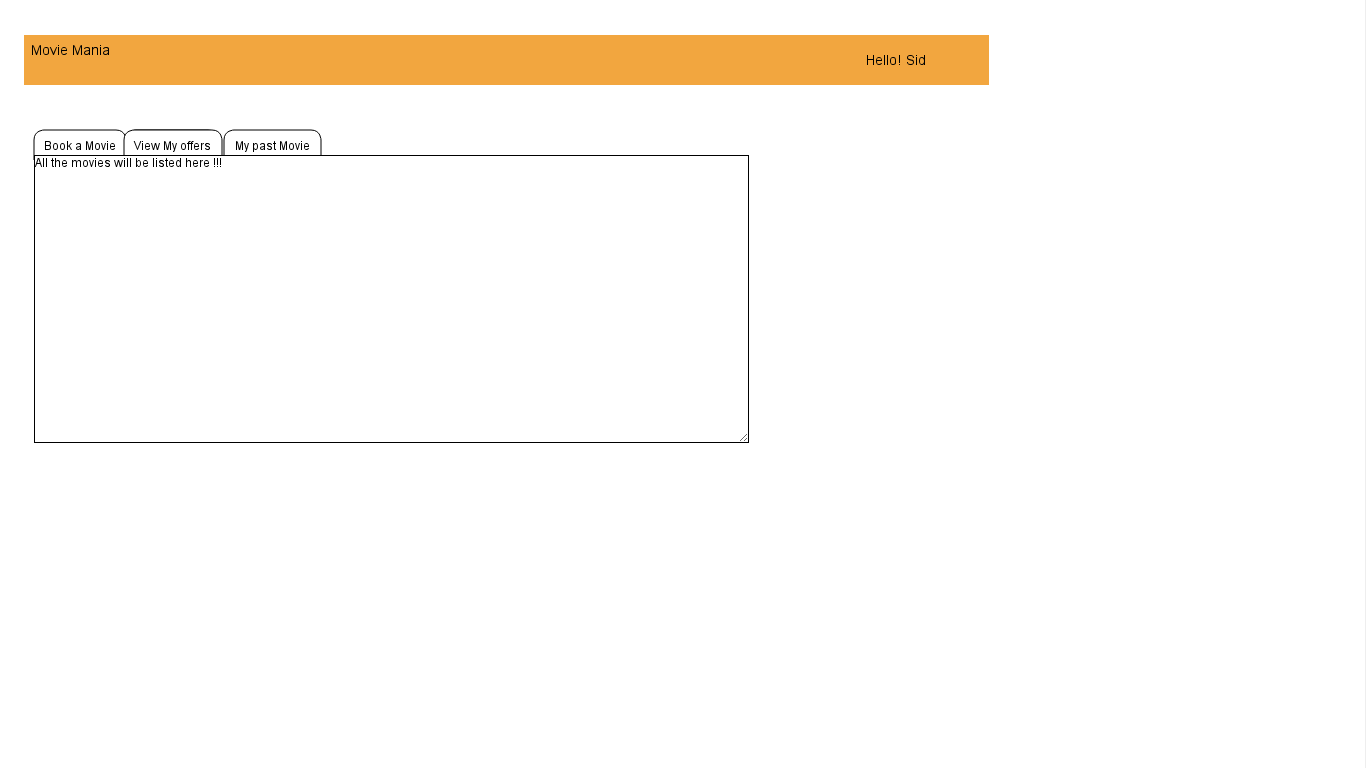 Movie Mania
Hello! Sid
Book a Movie View My offers My past Movie
All the movies will be listed here !!!